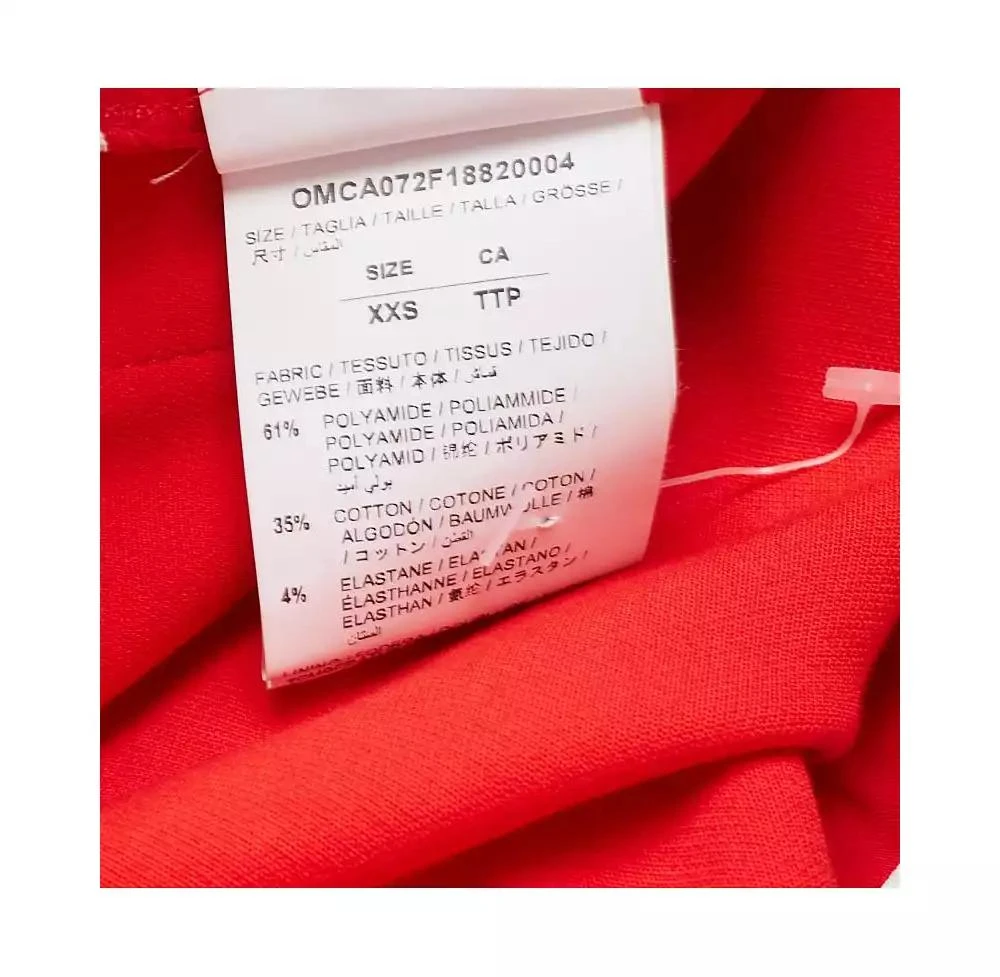 OMCA072F18820004
SIZE / TAGLIA / TAILLE / TALLA / GRÖSSE /
尺寸 / المقاس
SIZE CA
XXS TTP
FABRIC / TESSUTO / TISSUS / TEJIDO /
GEWEBE / 面料 / 本体 / قماش
61% POLYAMIDE / POLIAMMIDE /
POLYAMIDE / POLIAMIDA /
POLYAMID / 锦纶 / ポリアミド /
بولي أميد
35% COTTON / COTONE / COTON /
ALGODÓN / BAUMWOLLE / 棉
/ コットン / القطن
4% ELASTANE / ELASTAN /
ÉLASTHANNE / ELASTANO /
ELASTHAN / 氨纶 / エラスタン /